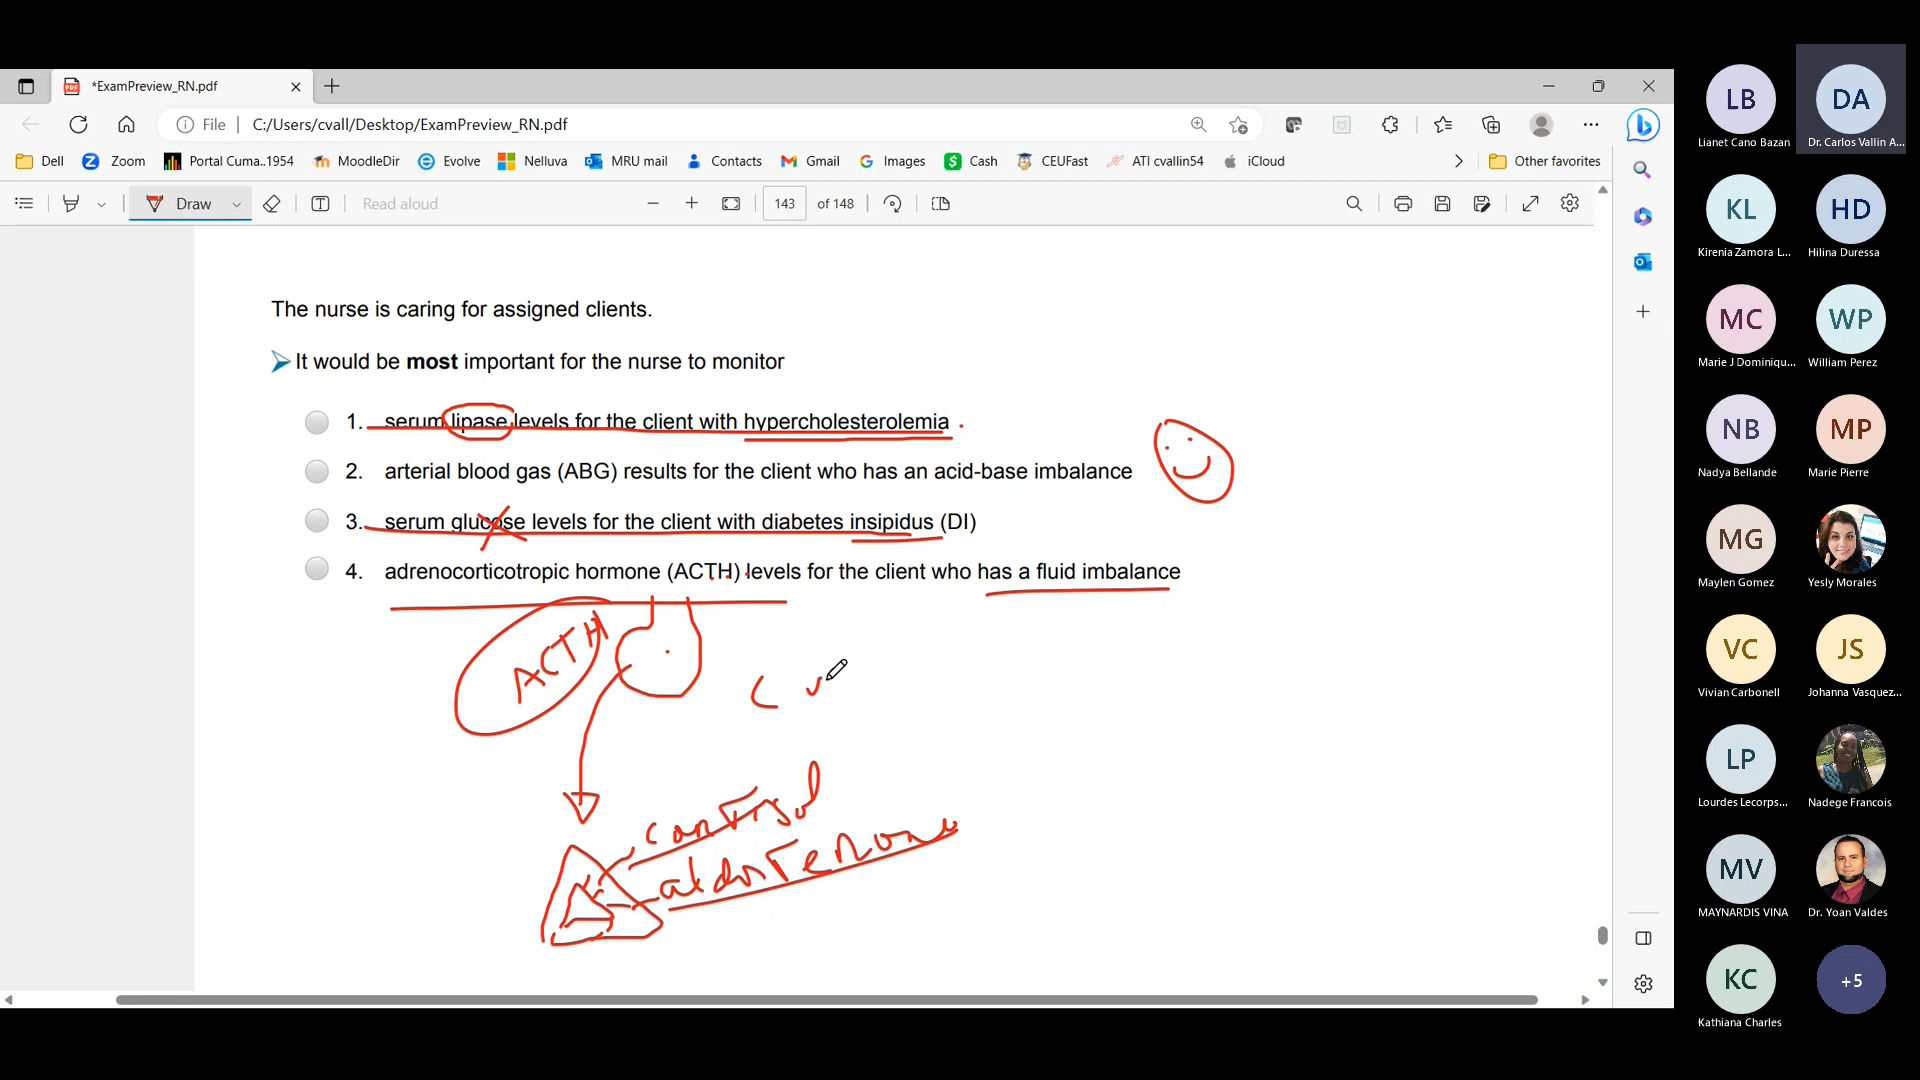 *ExamPreview_RN.pdf
File C:/Users/cvall/Desktop/ExamPreview_RN.pdf
Dell Zoom Portal Cuma..1954 MoodleDir Evolve Nelluva MRU mail Contacts Gmail Images Cash CEUFast ATI cvallin54 iCloud Other favorites
Draw Read aloud 143 of 148
The nurse is caring for assigned clients.
It would be most important for the nurse to monitor
1. serum lipase levels for the client with hypercholesterolemia
2. arterial blood gas (ABG) results for the client who has an acid-base imbalance
3. serum glucose levels for the client with diabetes insipidus (DI)
4. adrenocorticotropic hormone (ACTH) levels for the client who has a fluid imbalance
ACTH
aldosterone
LB DA
Lianet Cano Bazan Dr. Carlos Vallin A...
KL HD
Kirenia Zamora L... Hilina Duressa
MC WP
Marie J Dominiqu... William Perez
NB MP
Nadya Bellande Marie Pierre
MG
Maylen Gomez Yesly Morales
VC JS
Vivian Carbonell Johanna Vasquez...
LP
Lourdes Lecorps... Nadege Francois
MV
MAYNARDIS VINA Dr. Yoan Valdes
KC +5
Kathiana Charles